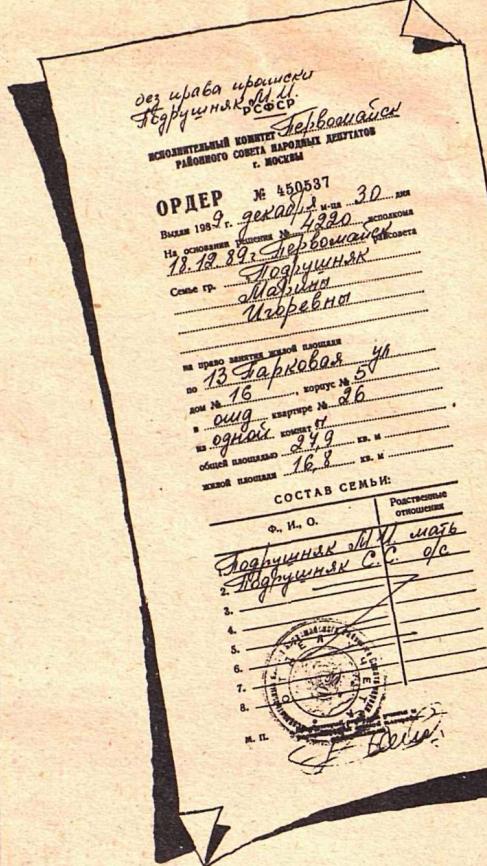 без права прописки
Подрушняк М.И.
РСФСР
ИСПОЛНИТЕЛЬНЫЙ КОМИТЕТ Первомайск
РАЙОННОГО СОВЕТА НАРОДНЫХ ДЕПУТАТОВ
г. МОСКВЫ
ОРДЕР № 450537
Выдан 1989 г. декабря м-ца 30 дня
На основании решения № 4220 исполкома
18.12.89г. Первомайск райсовета
Семье гр. Подрушняк
Марины
Игоревны
на право занятия жилой площади
по 13 Парковая ул
дом № 16, корпус № 5
в отд квартире № 26
из одной комнат
общей площадью 27,9 кв. м
жилой площади 16,8 кв. м
СОСТАВ СЕМЬИ:
Ф., И., О. Родственные
отношения
1. Подрушняк М.И. мать
2. Подрушняк С.С.
3.
4.
5.
6.
7.
8.
М. П.